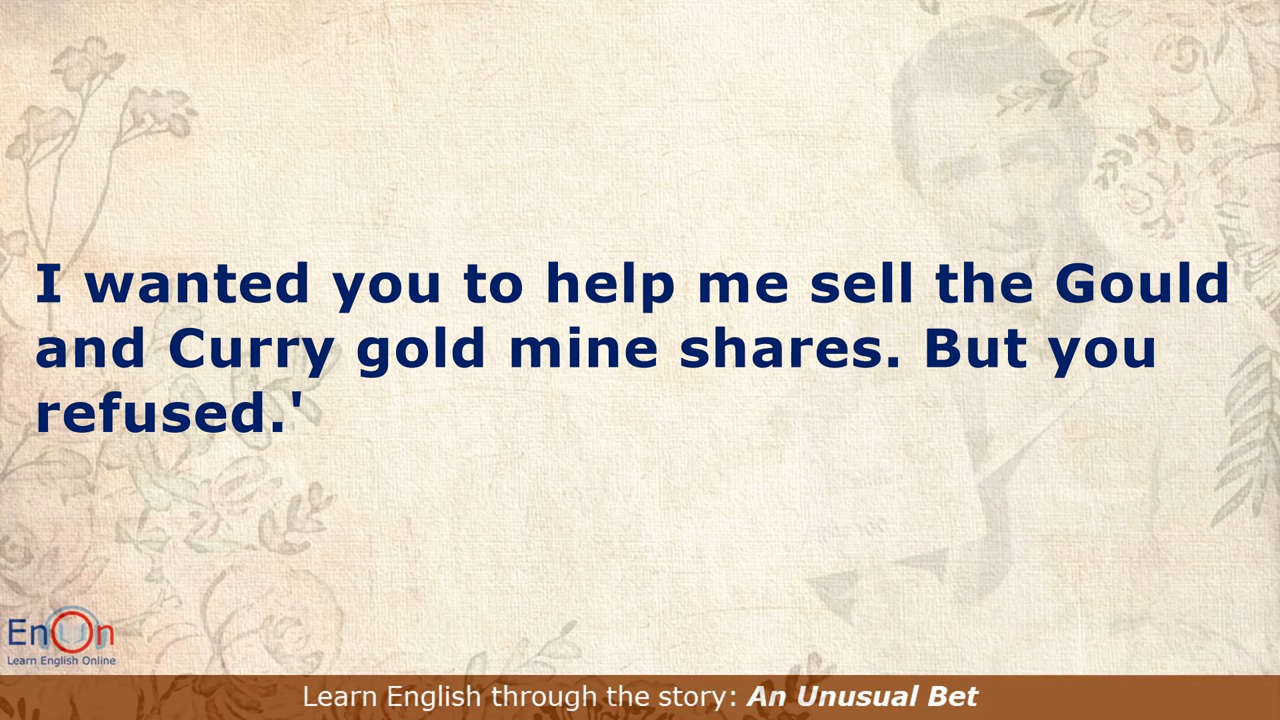 I wanted you to help me sell the Gould
and Curry gold mine shares. But you
refused.'
EnOn
Learn English Online
Learn English through the story: An Unusual Bet